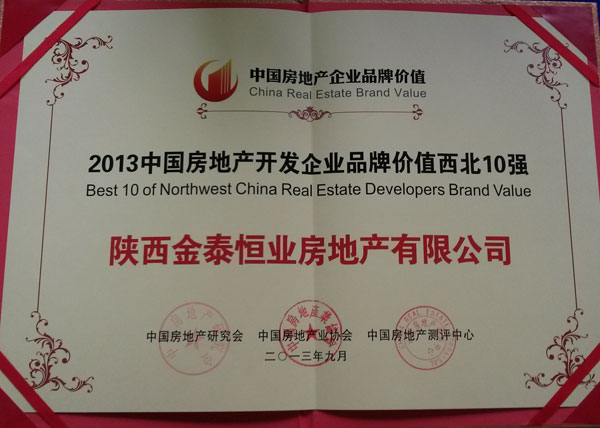 中国房地产企业品牌价值
China Real Estate Brand Value
2013中国房地产开发企业品牌价值西北10强
Best 10 of Northwest China Real Estate Developers Brand Value
陕西金泰恒业房地产有限公司
中国房地产研究会 中国房地产业协会 中国房地产测评中心
二〇一三年九月